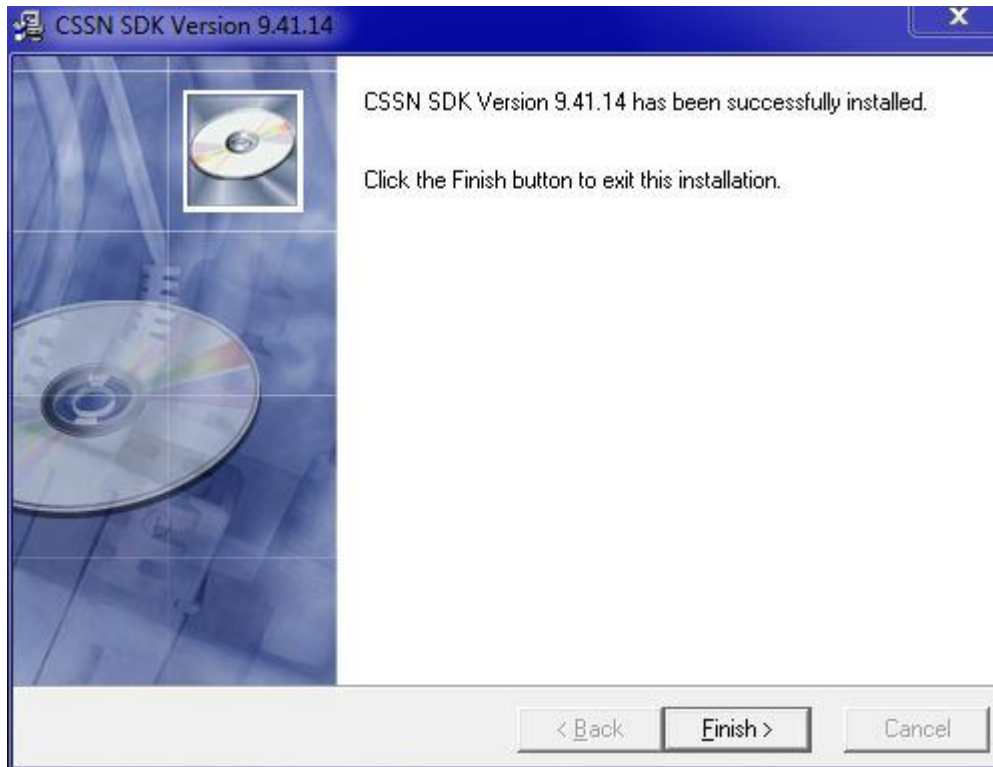 CSSN SDK Version 9.41.14
X
CSSN SDK Version 9.41.14 has been successfully installed.
Click the Finish button to exit this installation.
< Back
Finish >
Cancel